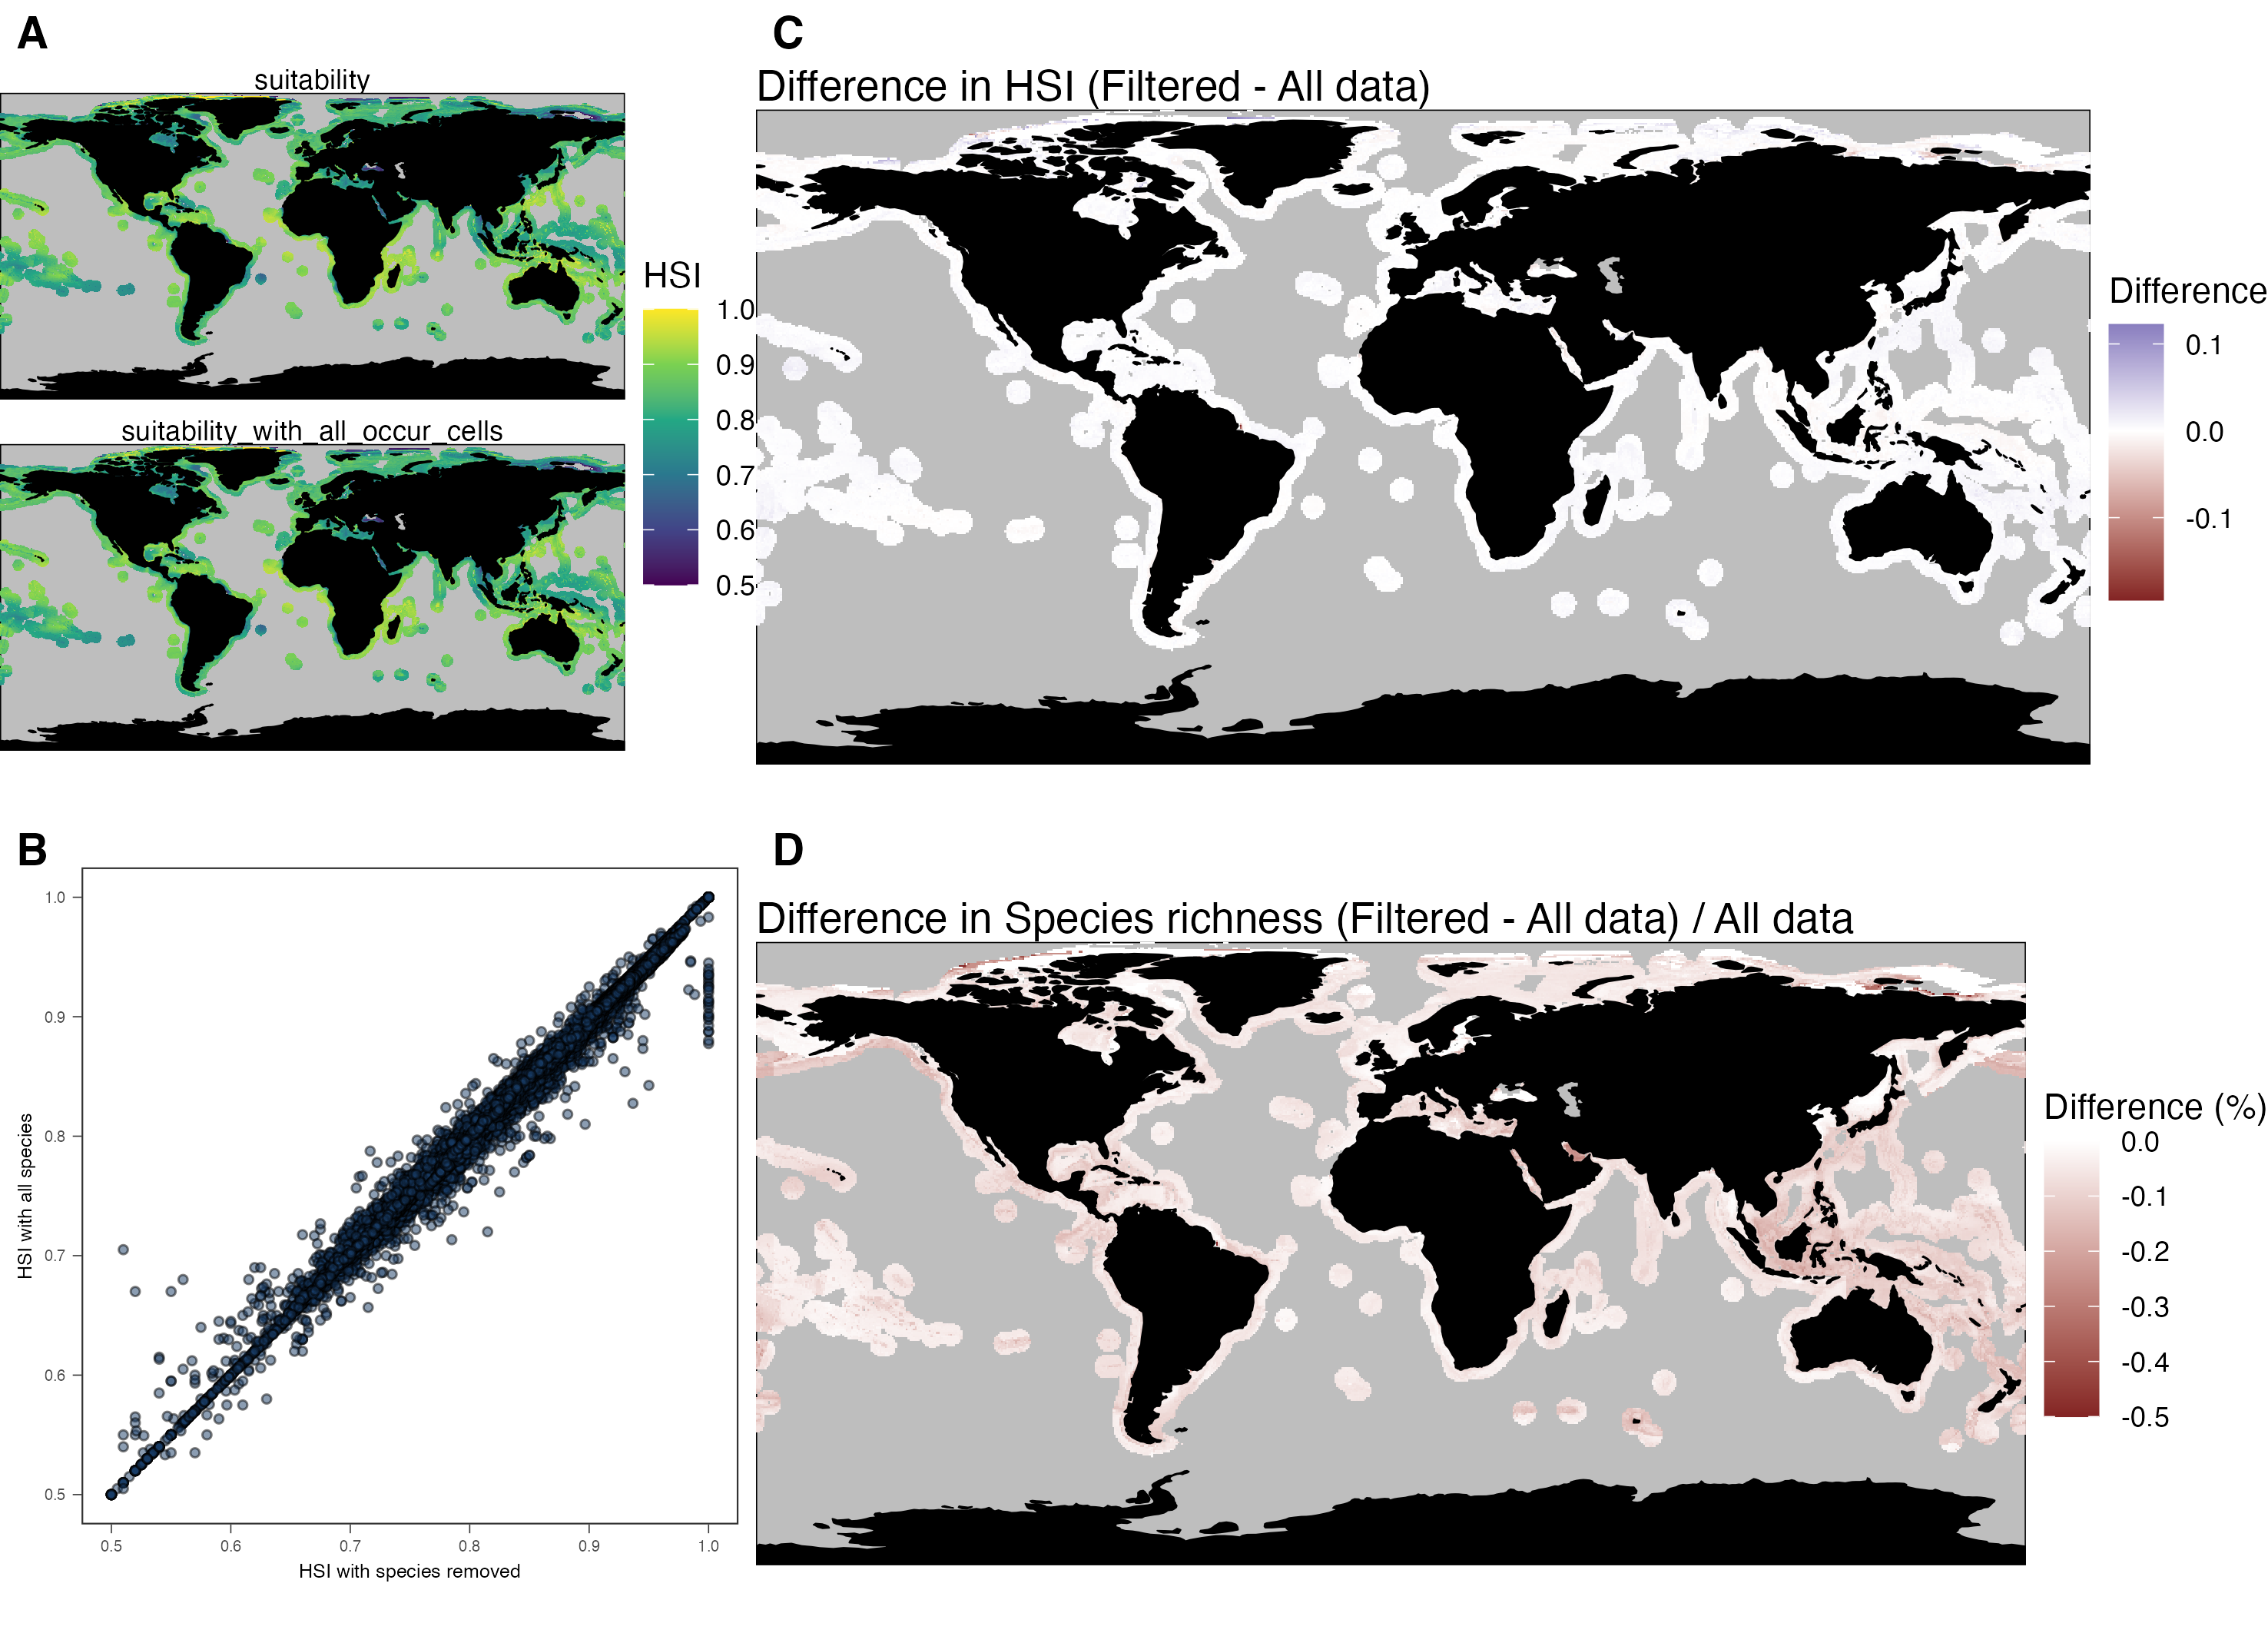 A
suitability
suitability_with_all_occur_cells
HSI
1.0
0.9
0.8
0.7
0.6
0.5
C
Difference in HSI (Filtered - All data)
Difference
0.1
0.0
-0.1
B
HSI with all species
1.0
0.9
0.8
0.7
0.6
0.5
0.5
0.6
0.7
0.8
0.9
1.0
HSI with species removed
D
Difference in Species richness (Filtered - All data) / All data
Difference (%)
0.0
-0.1
-0.2
-0.3
-0.4
-0.5